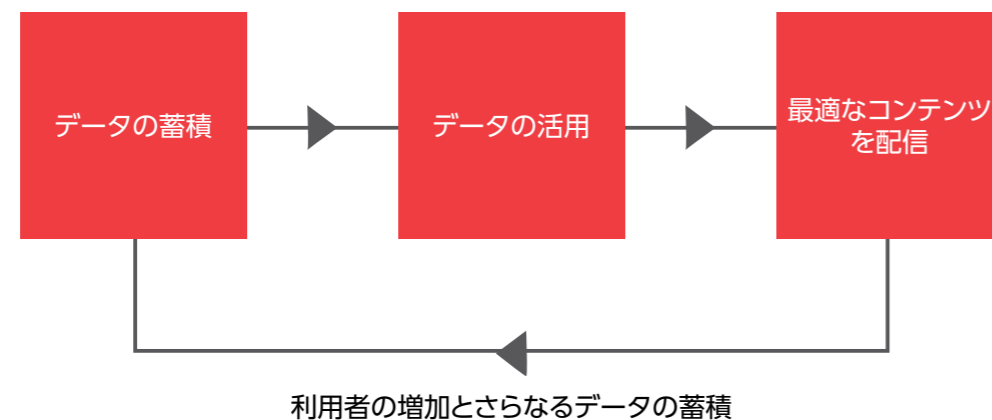 データの蓄積
データの活用
最適なコンテンツ
を配信
利用者の増加とさらなるデータの蓄積